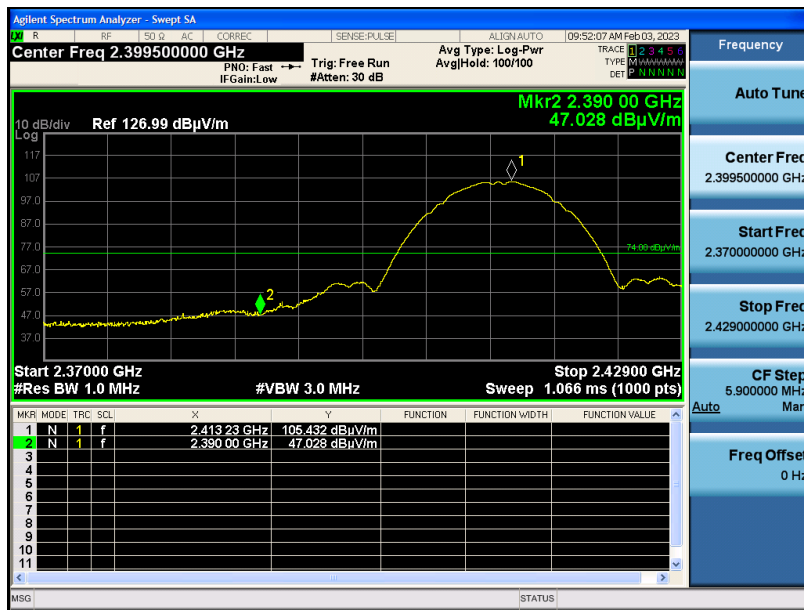 Agilent Spectrum Analyzer - Swept SA
LXI R RF 50 Ω AC CORREC SENSE:PULSE ALIGN AUTO 09:52:07 AM Feb 03, 2023
Center Freq 2.399500000 GHz
PNO: Fast
IFGain:Low
Trig: Free Run
#Atten: 30 dB
Avg Type: Log-Pwr
Avg|Hold: 100/100
TRACE 1 2 3 4 5 6
TYPE M WWWWW
DET P N N N N N
Mkr2 2.390 00 GHz
47.028 dBµV/m
10 dB/div Ref 126.99 dBµV/m
Log
117
107
97.0
87.0
77.0
67.0
57.0
47.0
37.0
1
2
74.00 dBµV/m
Start 2.37000 GHz Stop 2.42900 GHz
#Res BW 1.0 MHz #VBW 3.0 MHz Sweep 1.066 ms (1000 pts)
MKR MODE TRC SCL X Y FUNCTION FUNCTION WIDTH FUNCTION VALUE
1 N 1 f 2.413 23 GHz 105.432 dBµV/m
2 N 1 f 2.390 00 GHz 47.028 dBµV/m
3
4
5
6
7
8
9
10
11
MSG STATUS
Frequency
Auto Tune
Center Freq
2.399500000 GHz
Start Freq
2.370000000 GHz
Stop Freq
2.429000000 GHz
CF Step
5.900000 MHz
Auto Man
Freq Offset
0 Hz